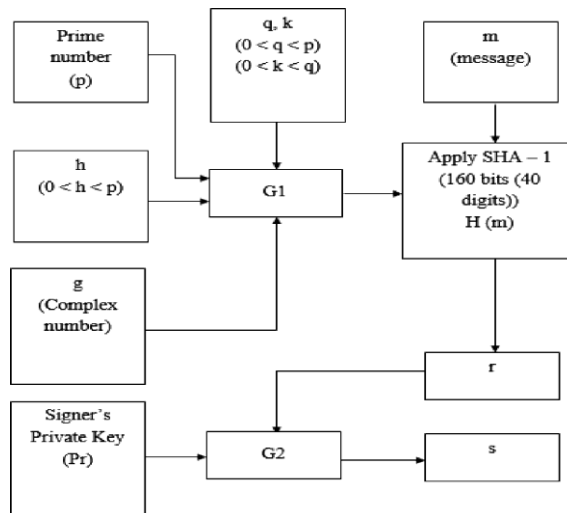 Prime
number
(p)
q, k
(0 < q < p)
(0 < k < q)
m
(message)
h
(0 < h < p)
G1
Apply SHA – 1
(160 bits (40
digits))
H (m)
g
(Complex
number)
r
Signer's
Private Key
(Pr)
G2
s